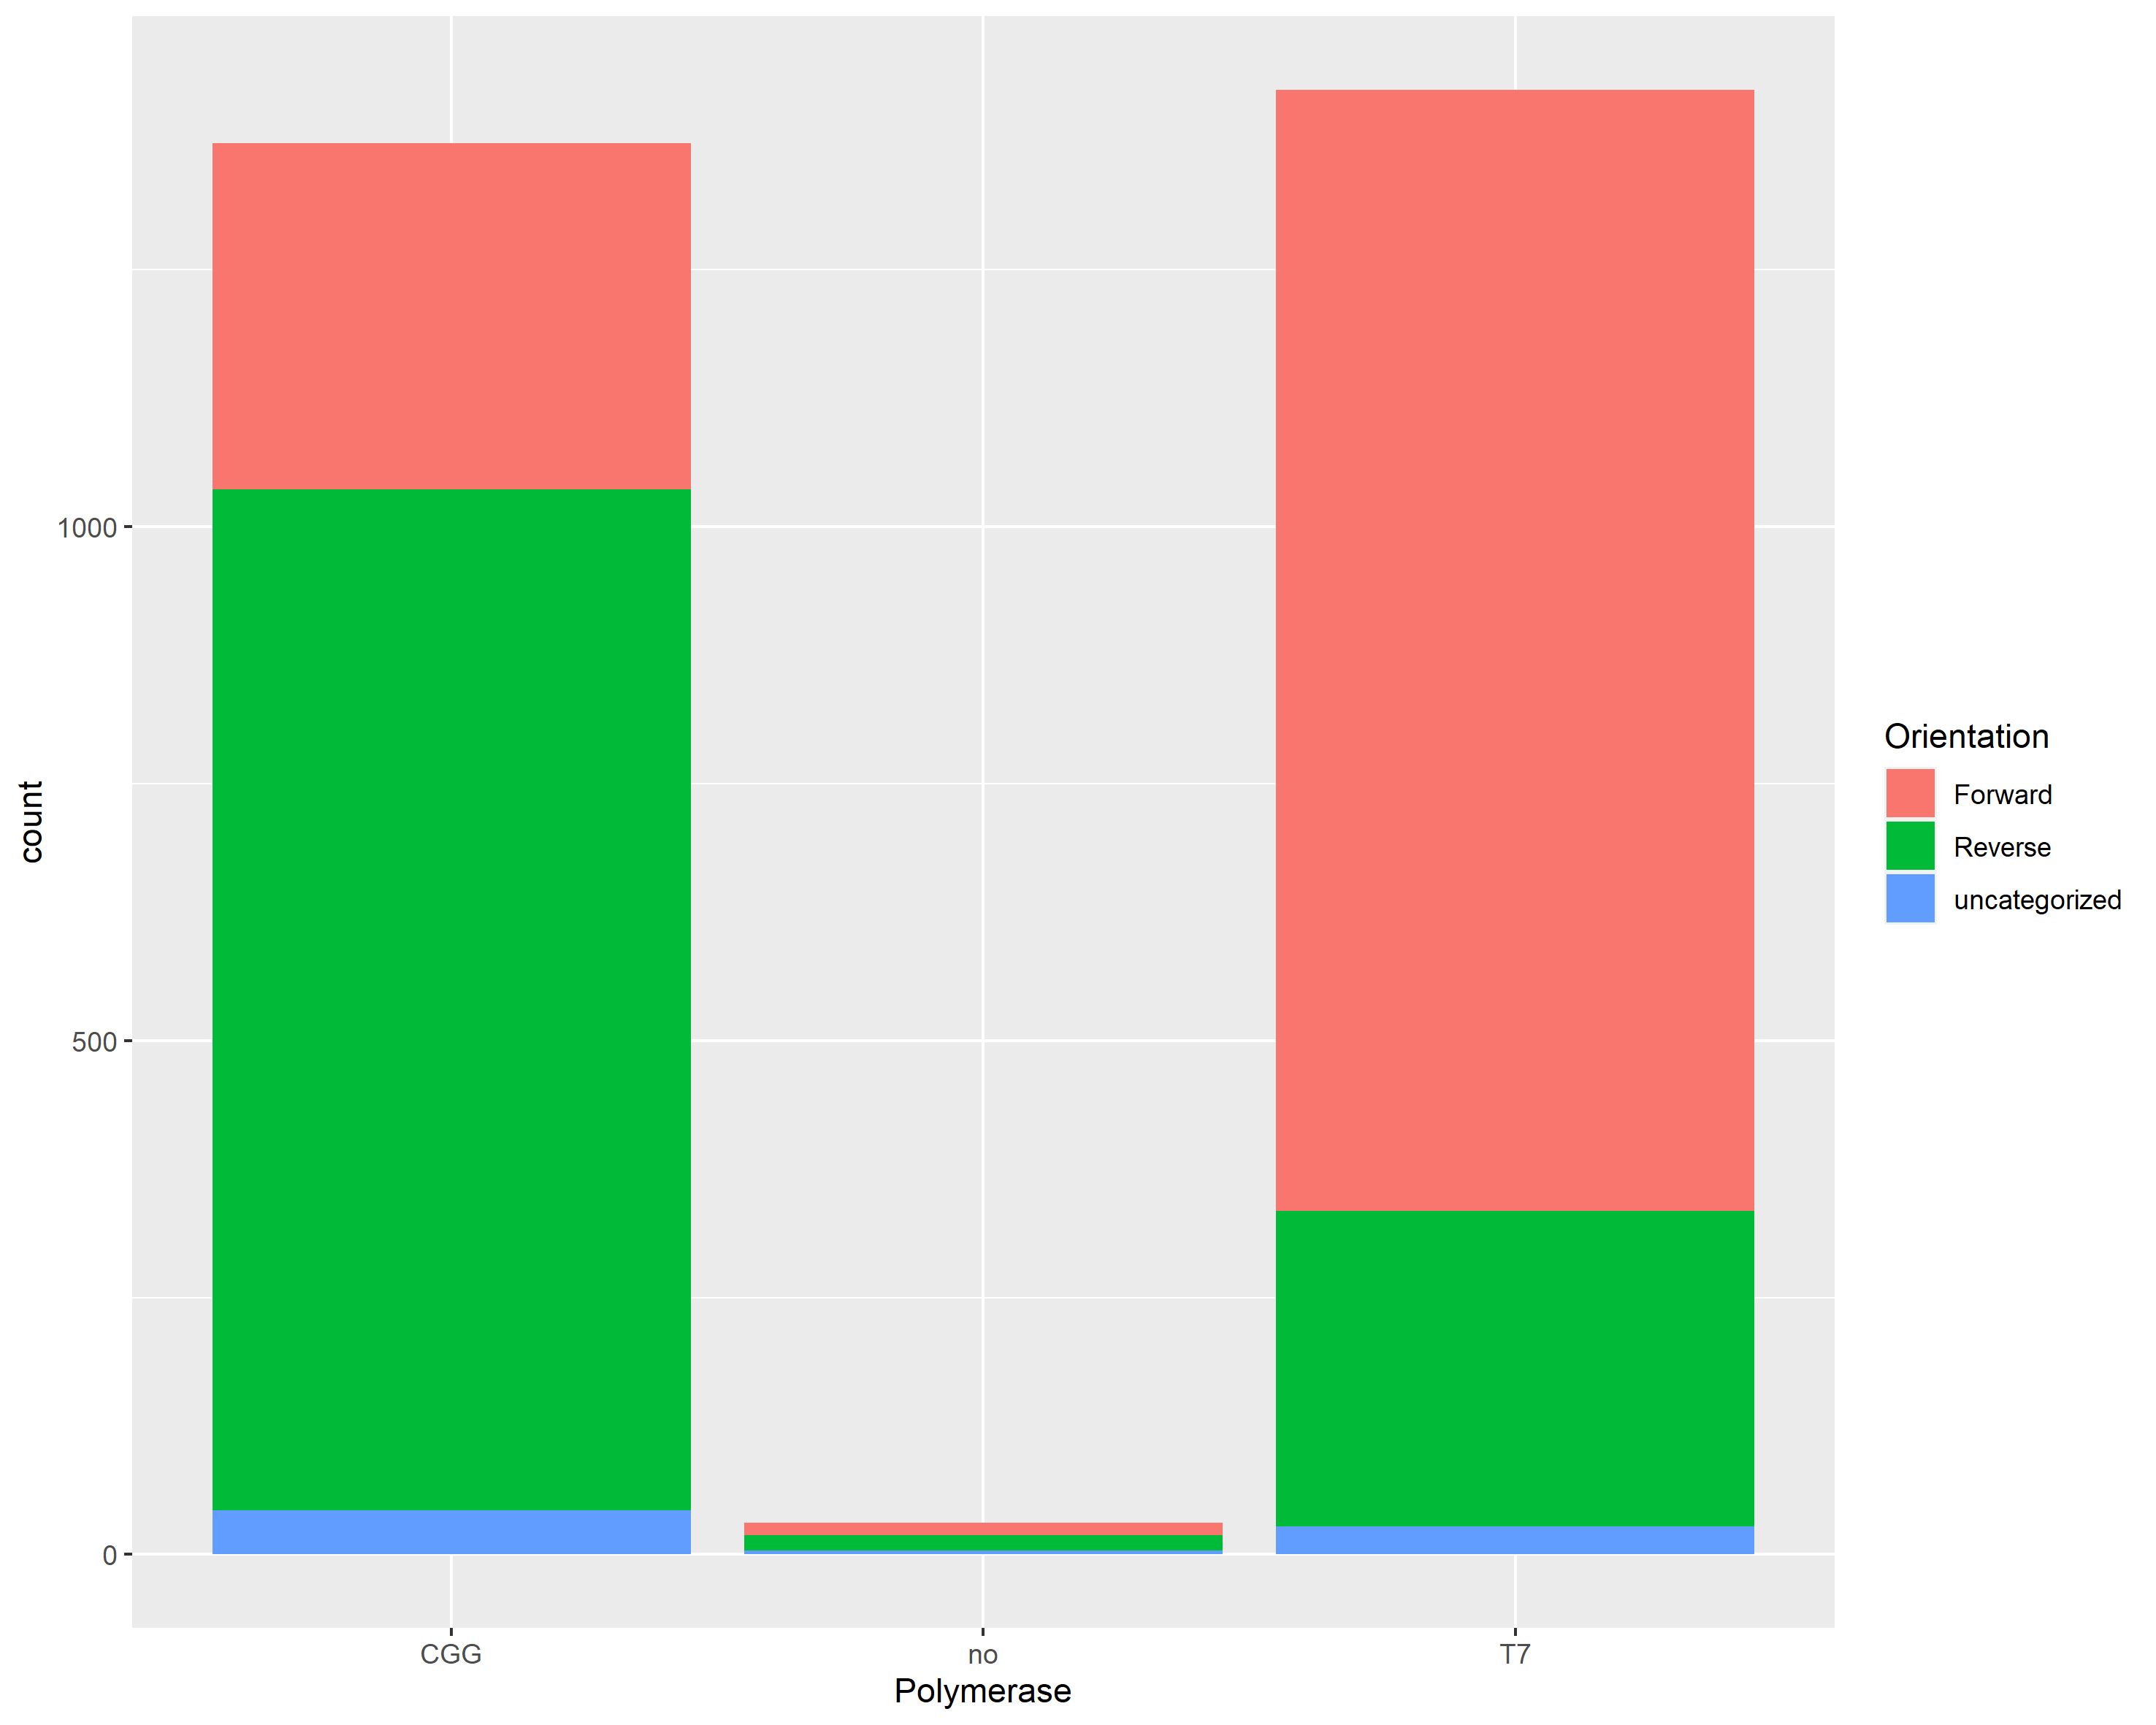 count
1000
500
0
CGG
no
T7
Polymerase
Orientation
Forward
Reverse
uncategorized